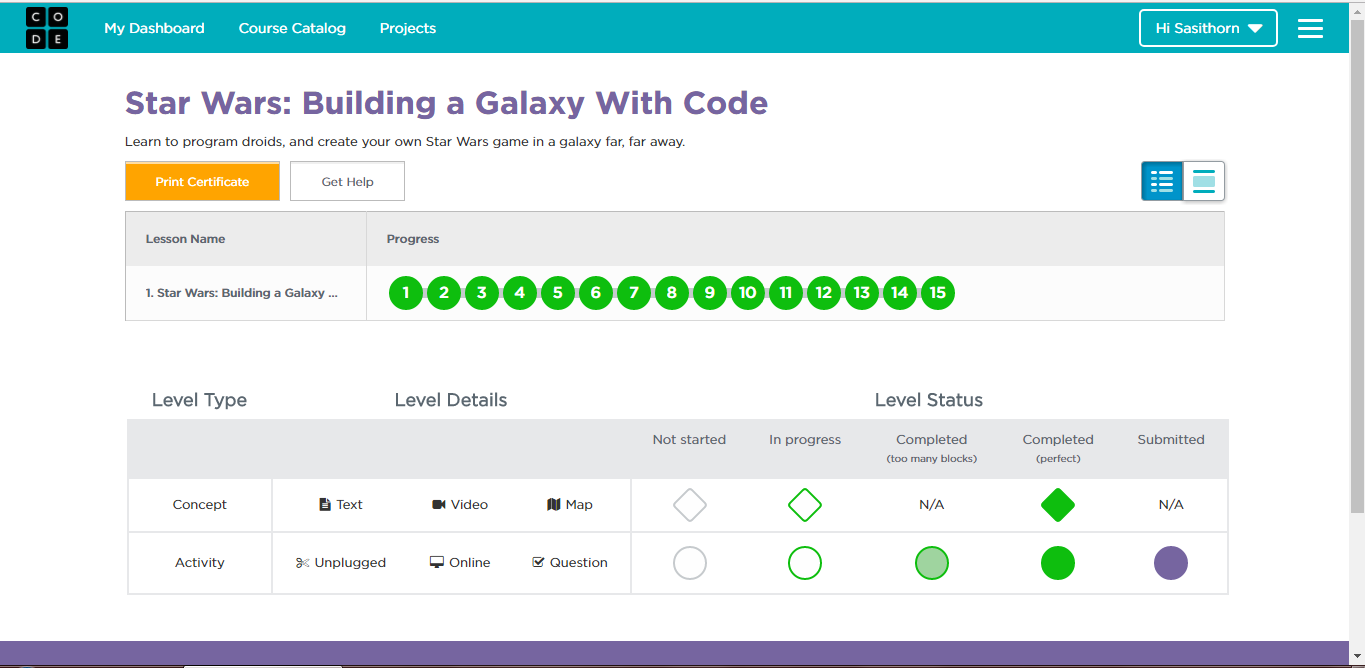 C O
D E
My Dashboard Course Catalog Projects Hi Sasithorn
Star Wars: Building a Galaxy With Code
Learn to program droids, and create your own Star Wars game in a galaxy far, far away.
Print Certificate Get Help
Lesson Name Progress
1. Star Wars: Building a Galaxy ... 1 2 3 4 5 6 7 8 9 10 11 12 13 14 15
Level Type Level Details Level Status
Not started In progress Completed Completed Submitted
(too many blocks) (perfect)
Concept Text Video Map N/A N/A
Activity Unplugged Online Question